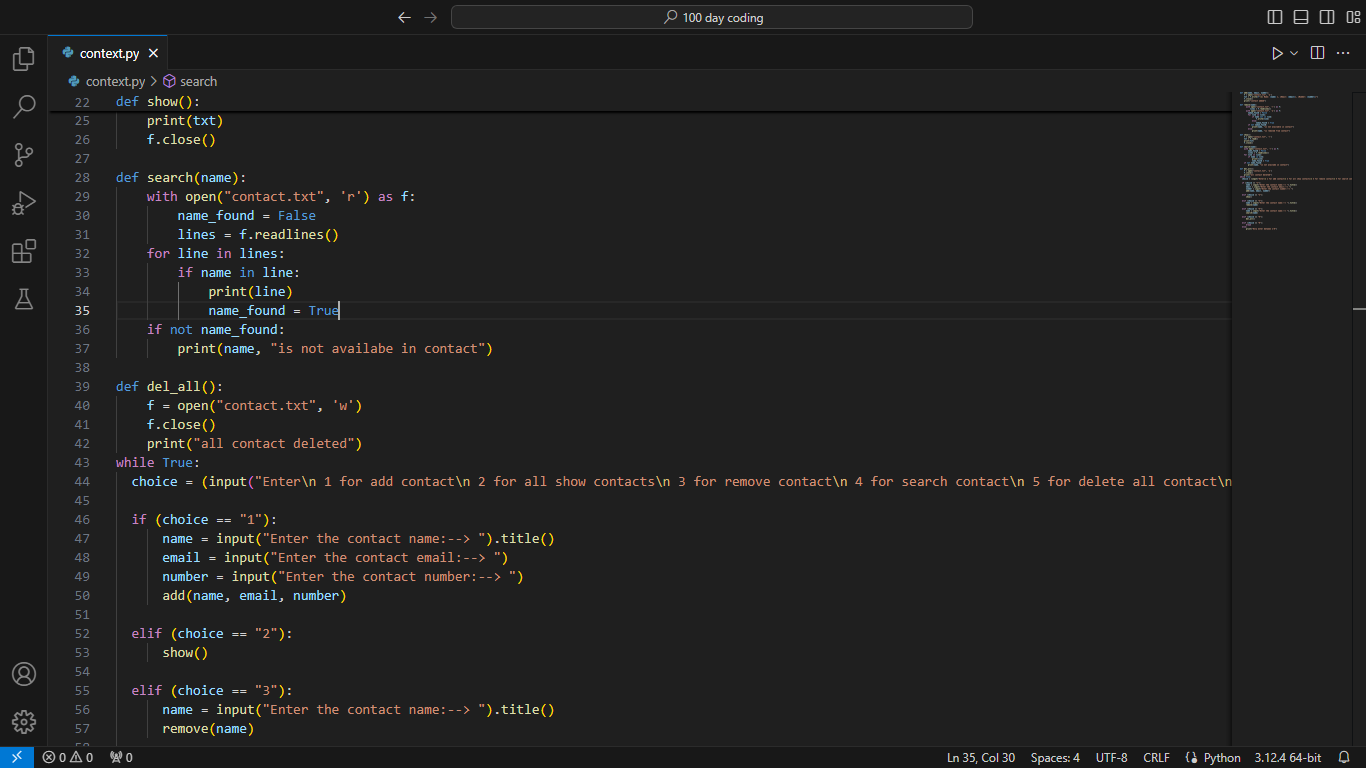 100 day coding
context.py
context.py > search
22 def show():
25 print(txt)
26 f.close()
27
28 def search(name):
29 with open("contact.txt", 'r') as f:
30 name_found = False
31 lines = f.readlines()
32 for line in lines:
33 if name in line:
34 print(line)
35 name_found = True
36 if not name_found:
37 print(name, "is not availabe in contact")
38
39 def del_all():
40 f = open("contact.txt", 'w')
41 f.close()
42 print("all contact deleted")
43 while True:
44 choice = (input("Enter\n 1 for add contact\n 2 for all show contacts\n 3 for remove contact\n 4 for search contact\n 5 for delete all contact\n
45
46 if (choice == "1"):
47 name = input("Enter the contact name:--> ").title()
48 email = input("Enter the contact email:--> ")
49 number = input("Enter the contact number:--> ")
50 add(name, email, number)
51
52 elif (choice == "2"):
53 show()
54
55 elif (choice == "3"):
56 name = input("Enter the contact name:--> ").title()
57 remove(name)
0 0 0 Ln 35, Col 30 Spaces: 4 UTF-8 CRLF Python 3.12.4 64-bit